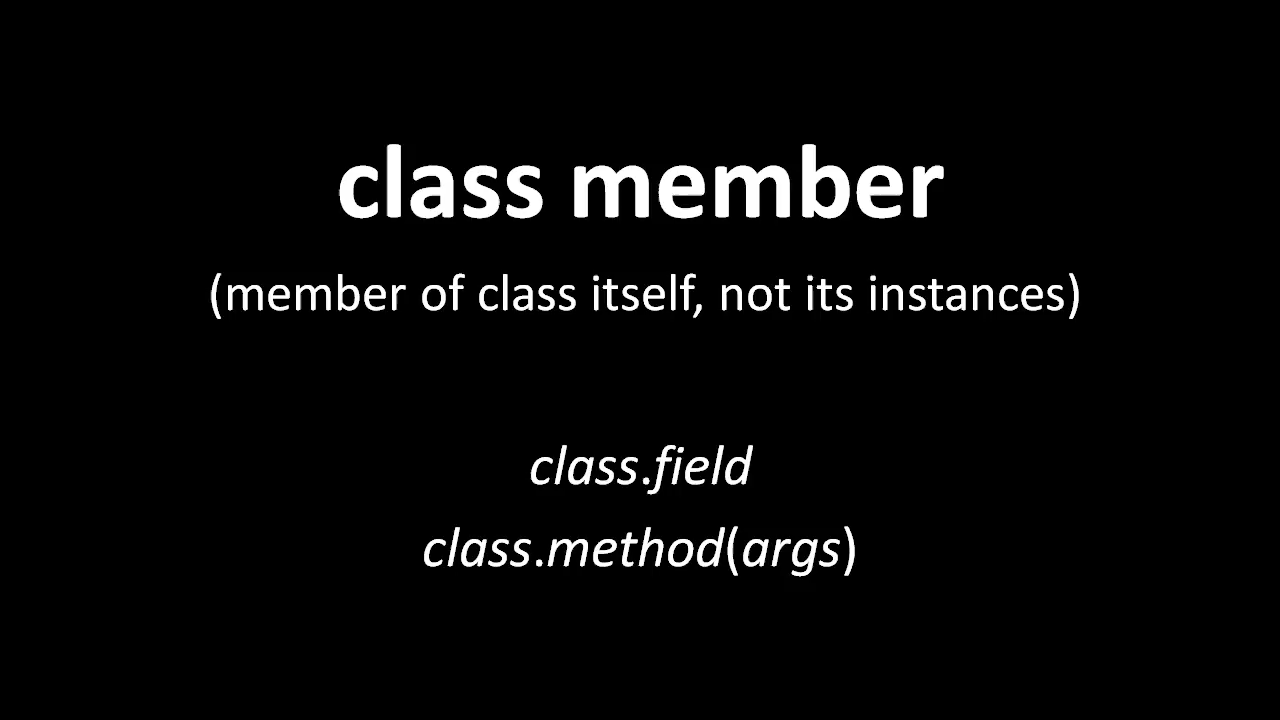 class member
(member of class itself, not its instances)
class.field
class.method(args)